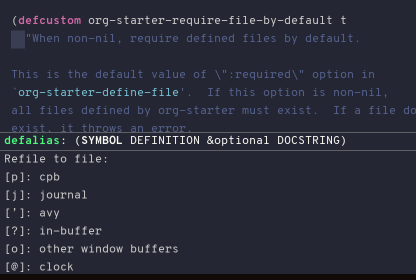 (defcustom org-starter-require-file-by-default t
"When non-nil, require defined files by default.
This is the default value of \":required\" option in
`org-starter-define-file'. If this option is non-nil,
all files defined by org-starter must exist. If a file do
exist, it throws an error.
defalias: (SYMBOL DEFINITION &optional DOCSTRING)
Refile to file:
[p]: cpb
[j]: journal
[']: avy
[?]: in-buffer
[o]: other window buffers
[@]: clock